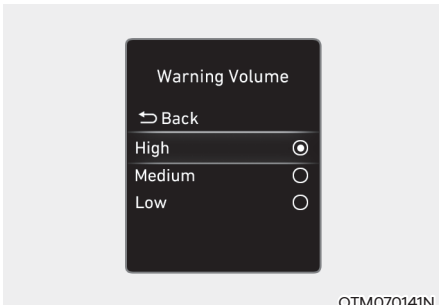 Warning Volume
Back
High
Medium
Low
OTM070141N